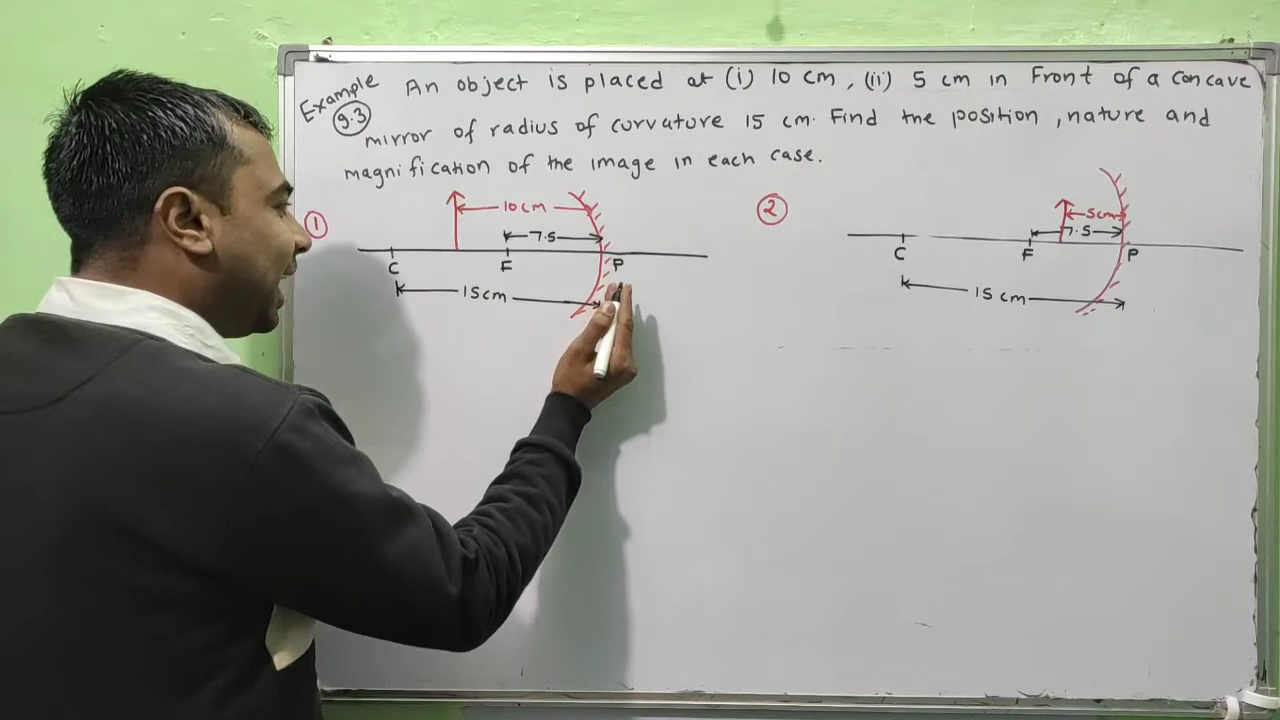 Example An object is placed at (i) 10 cm, (ii) 5 cm in Front of a concave
9.3 mirror of radius of curvature 15 cm. Find the position, nature and
magnification of the image in each case.
1
10cm
7.5
C F P
15cm
2
5cm
7.5
C F P
15 cm